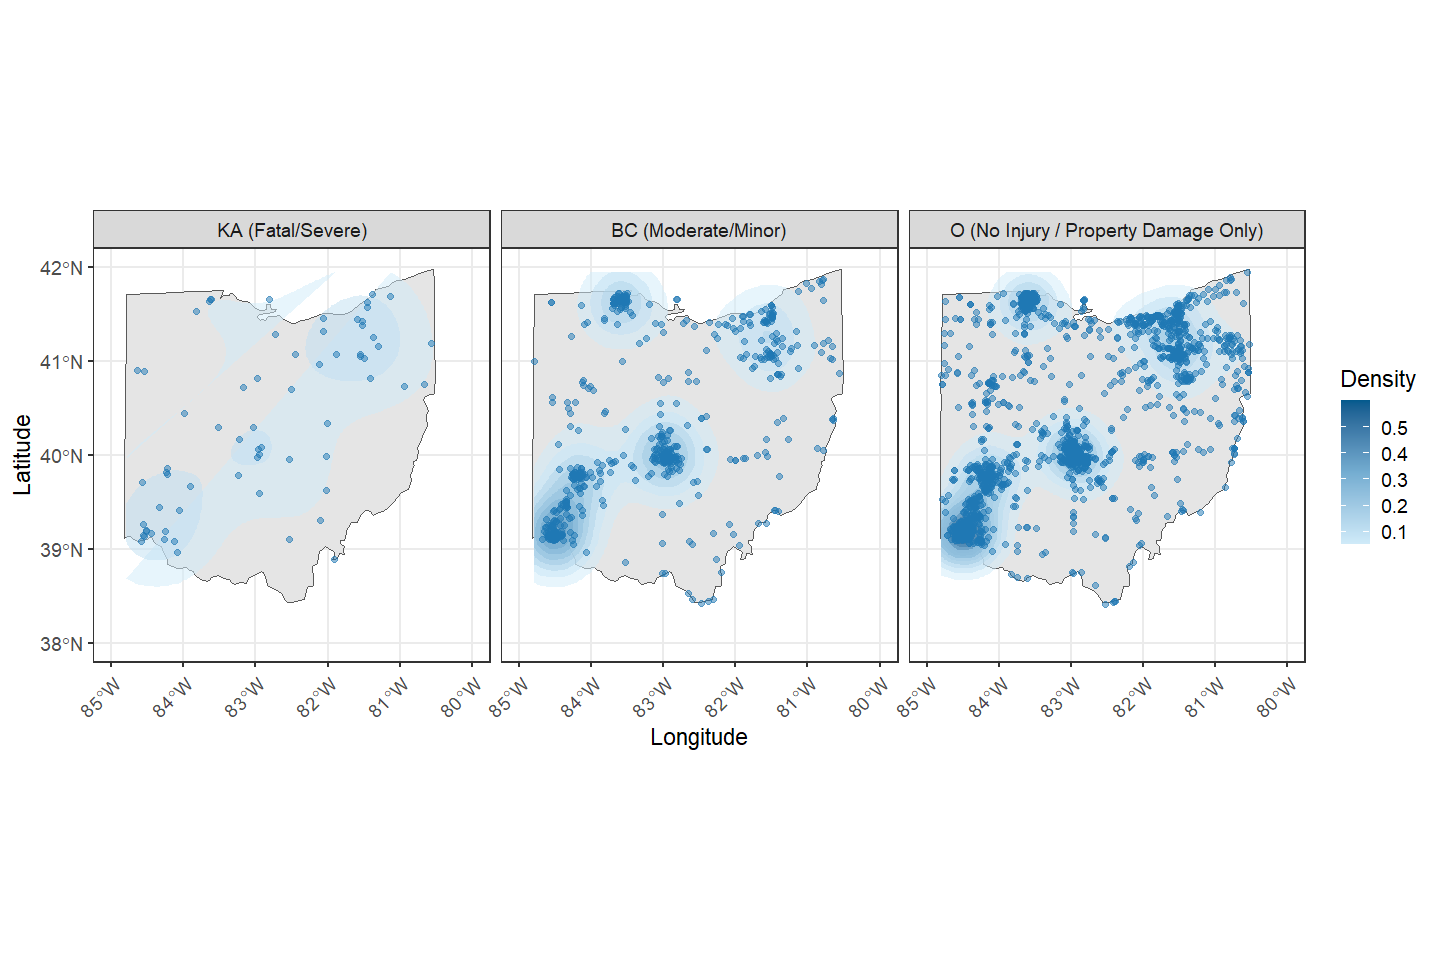 KA (Fatal/Severe)
BC (Moderate/Minor)
O (No Injury / Property Damage Only)
42°N
41°N
40°N
39°N
38°N
Latitude
85°W
84°W
83°W
82°W
81°W
80°W
85°W
84°W
83°W
82°W
81°W
80°W
85°W
84°W
83°W
82°W
81°W
80°W
Longitude
Density
0.5
0.4
0.3
0.2
0.1